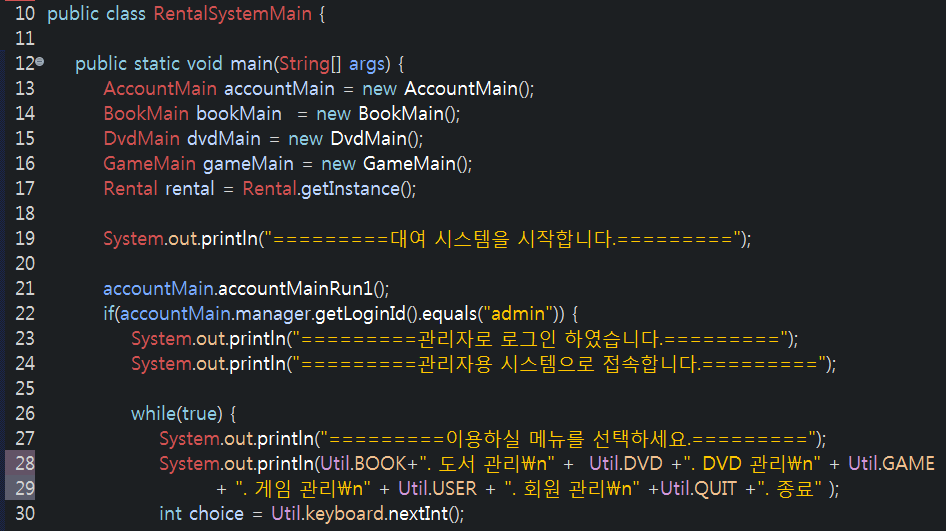 10 public class RentalSystemMain {
11
12 public static void main(String[] args) {
13 AccountMain accountMain = new AccountMain();
14 BookMain bookMain  = new BookMain();
15 DvdMain dvdMain = new DvdMain();
16 GameMain gameMain = new GameMain();
17 Rental rental = Rental.getInstance();
18
19 System.out.println("=========대여 시스템을 시작합니다.=========");
20
21 accountMain.accountMainRun1();
22 if(accountMain.manager.getLoginId().equals("admin")) {
23 System.out.println("=========관리자로 로그인 하였습니다.=========");
24 System.out.println("=========관리자용 시스템으로 접속합니다.=========");
25
26 while(true) {
27 System.out.println("=========이용하실 메뉴를 선택하세요.=========");
28 System.out.println(Util.BOOK+". 도서 관리₩n" +  Util.DVD +". DVD 관리₩n" + Util.GAME
29 + ". 게임 관리₩n" + Util.USER + ". 회원 관리₩n" +Util.QUIT +". 종료" );
30 int choice = Util.keyboard.nextInt();